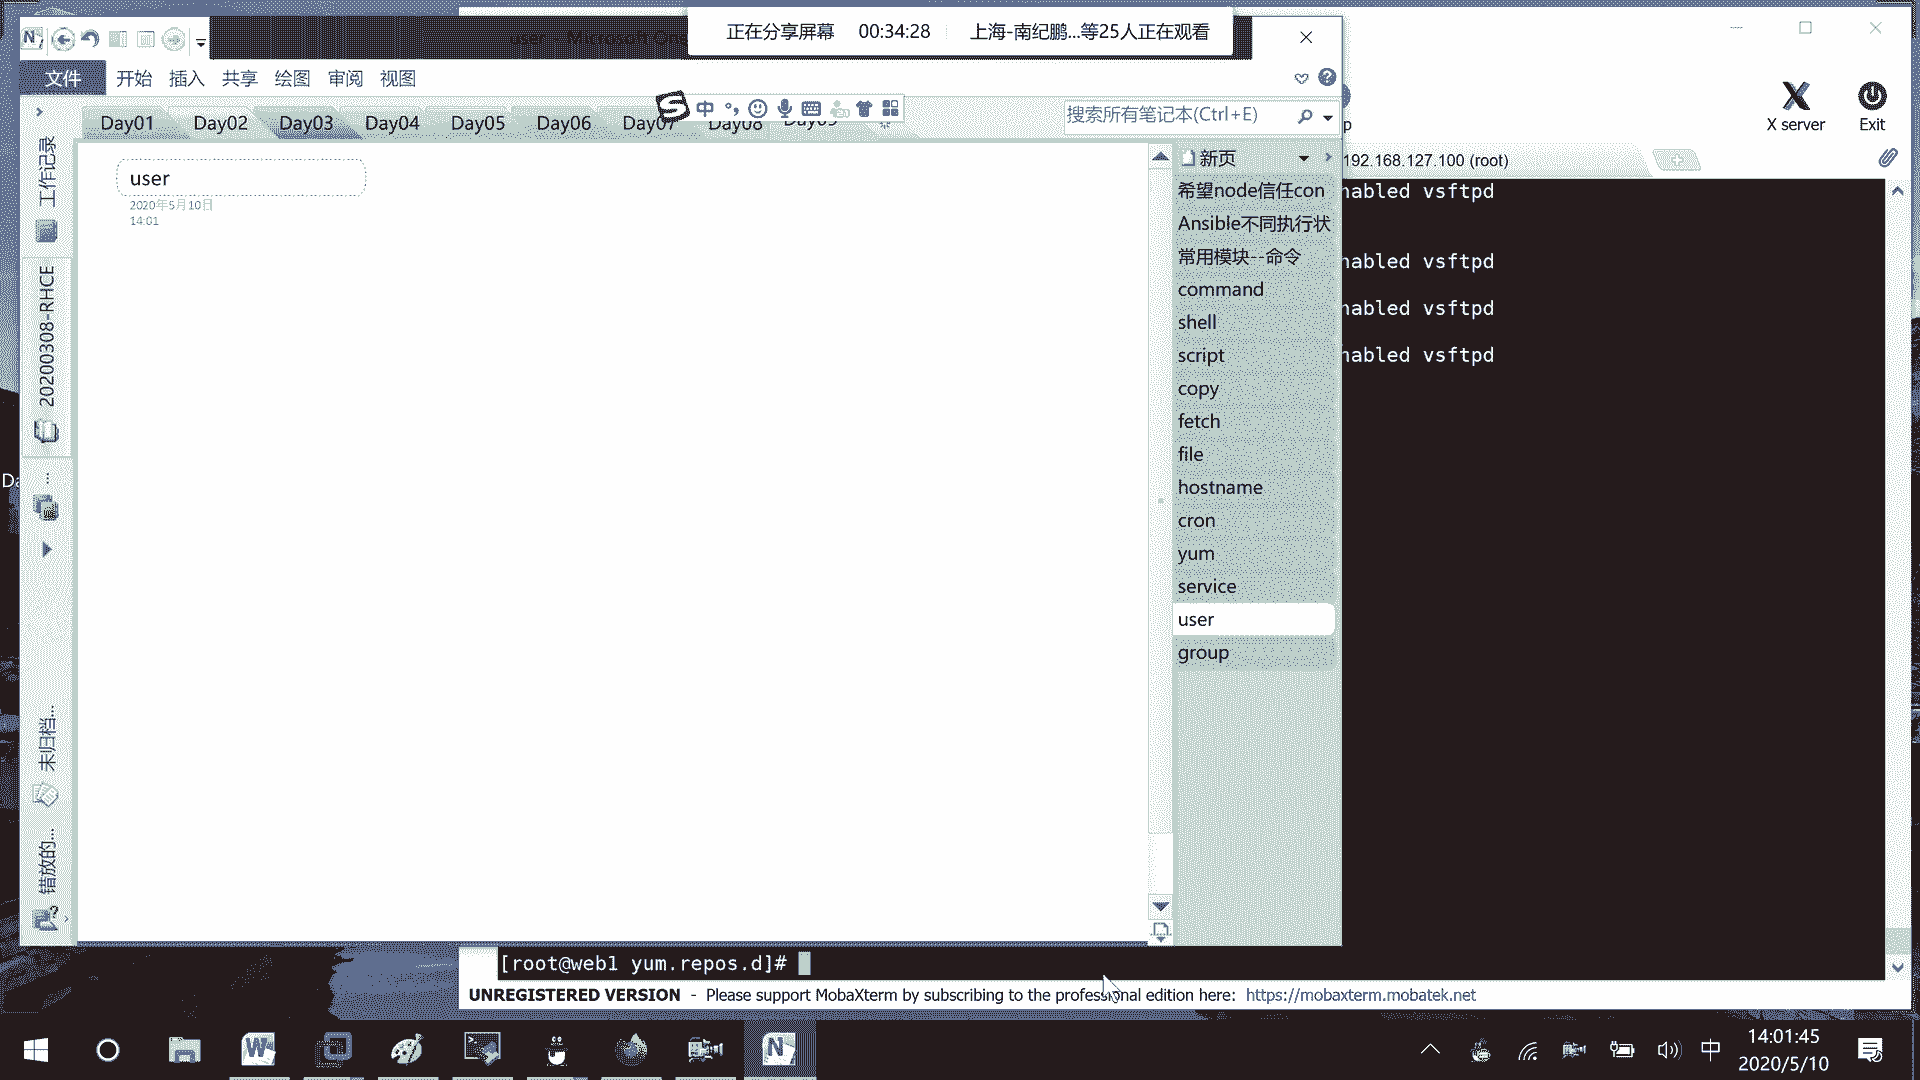 正在分享屏幕 00:34:28 上海-南纪鹏...等25人正在观看
文件 开始 插入 共享 绘图 审阅 视图
中
搜索所有笔记本(Ctrl+E)
X server Exit
Day01 Day02 Day03 Day04 Day05 Day06 Day07 Day08 Day09
192.168.127.100 (root)
工作记录
20200308-RHCE
未归档...
错放的...
user
2020年5月10日
14:01
新页
希望node信任con
Ansible不同执行状
常用模块--命令
command
shell
script
copy
fetch
file
hostname
cron
yum
service
user
group
nabled vsftpd
nabled vsftpd
nabled vsftpd
nabled vsftpd
[root@web1 yum.repos.d]#
UNREGISTERED VERSION - Please support MobaXterm by subscribing to the professional edition here: https://mobaxterm.mobatek.net
中
14:01:45
2020/5/10